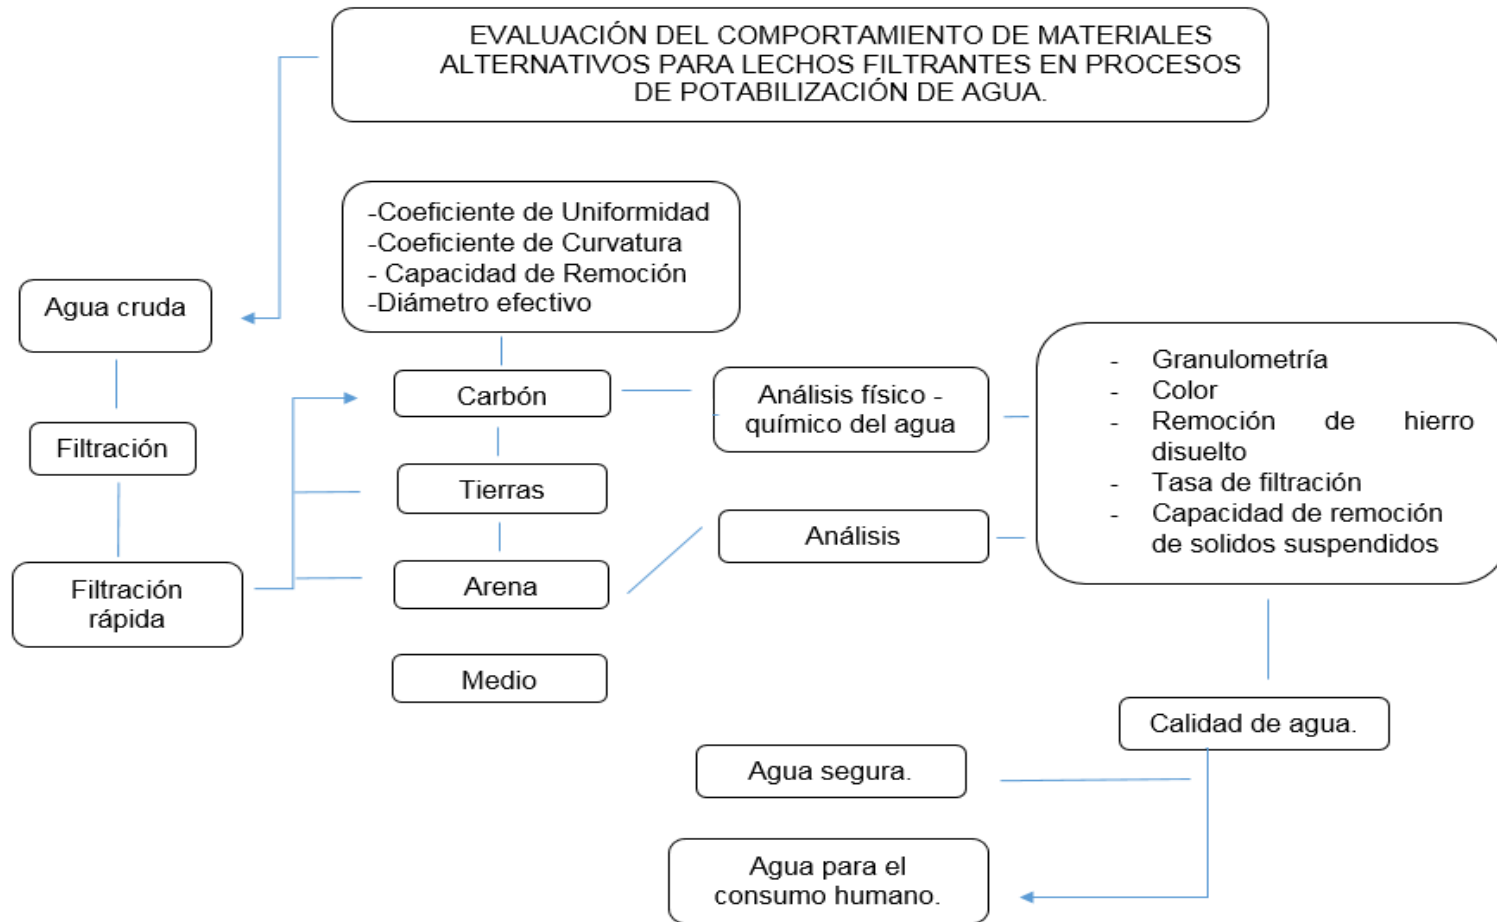 EVALUACIÓN DEL COMPORTAMIENTO DE MATERIALES
ALTERNATIVOS PARA LECHOS FILTRANTES EN PROCESOS
DE POTABILIZACIÓN DE AGUA.
-Coeficiente de Uniformidad
-Coeficiente de Curvatura
- Capacidad de Remoción
-Diámetro efectivo
Agua cruda
Filtración
Filtración
rápida
Carbón
Tierras
Arena
Medio
Análisis físico -
químico del agua
Análisis
- Granulometría
- Color
- Remoción de hierro
disuelto
- Tasa de filtración
- Capacidad de remoción
de solidos suspendidos
Calidad de agua.
Agua segura.
Agua para el
consumo humano.